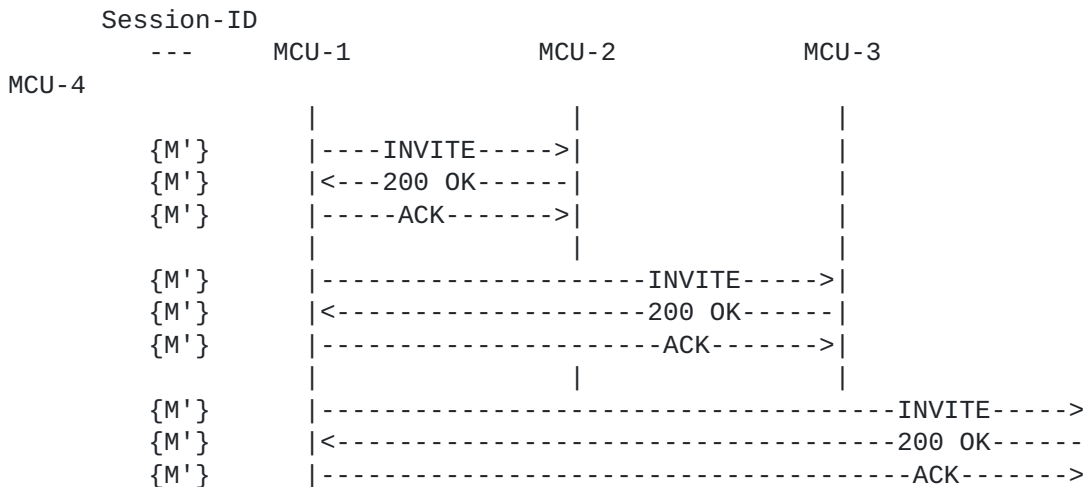 Session-ID
         ---     MCU-1            MCU-2            MCU-3
MCU-4
                   |                |                |
         {M'}      |----INVITE----->|                |
         {M'}      |<---200 OK------|                |
         {M'}      |-----ACK------->|                |
                   |                |                |
         {M'}      |---------------------INVITE----->|
         {M'}      |<--------------------200 OK------|
         {M'}      |----------------------ACK------->|
                   |                |                |
         {M'}      |-------------------------------------INVITE----->
         {M'}      |<------------------------------------200 OK------
         {M'}      |--------------------------------------ACK------->